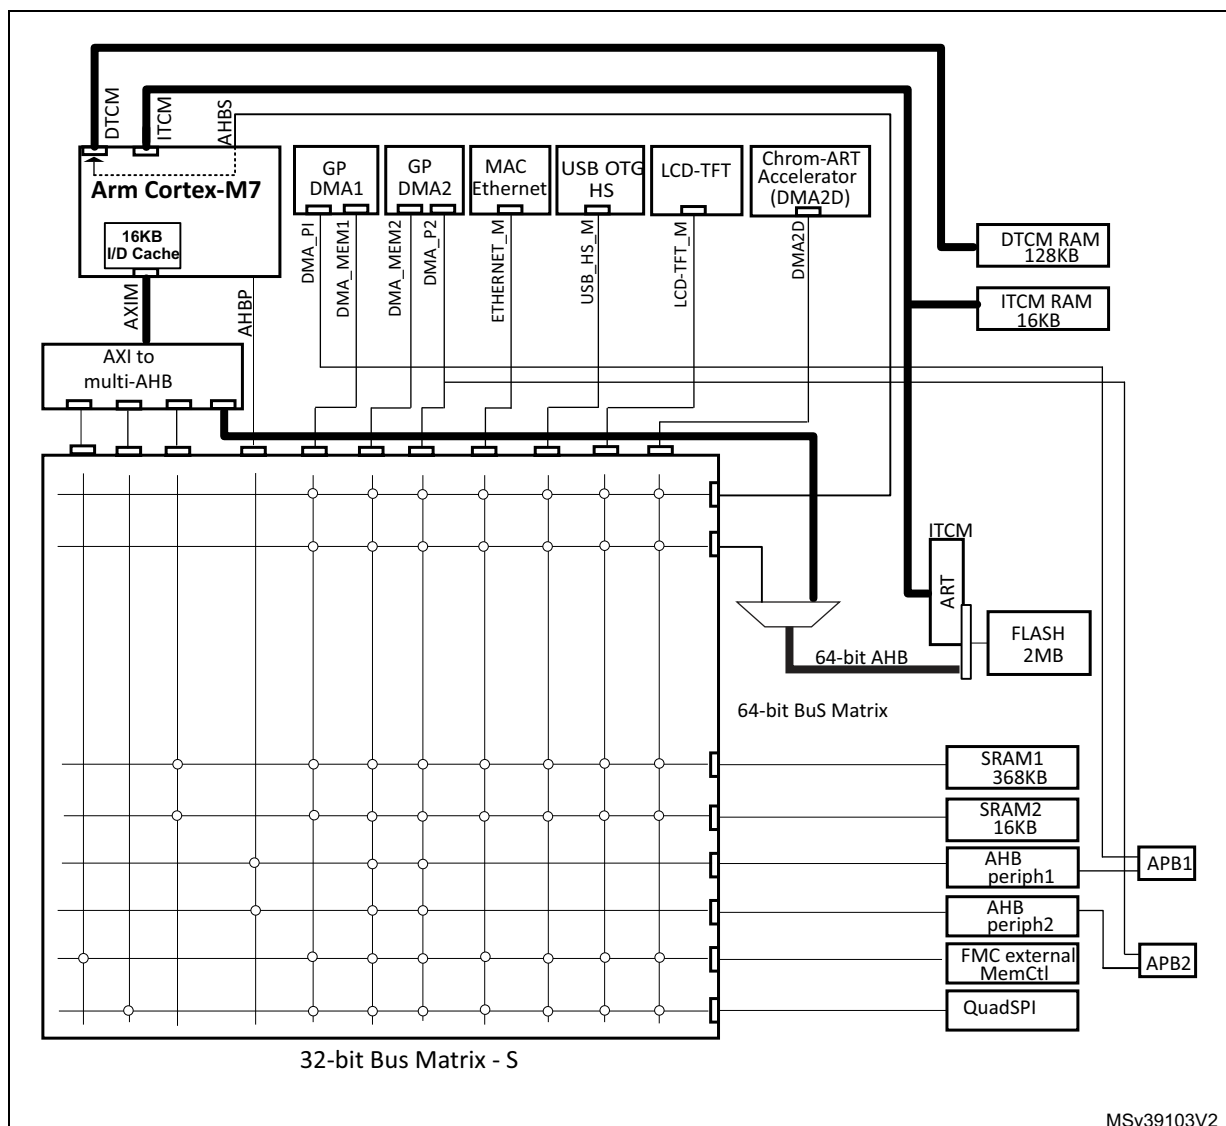 DTCM
ITCM
AHBS
Arm Cortex-M7
16KB
I/D Cache
AXIM
AHBP
AXI to
multi-AHB
GP
DMA1
GP
DMA2
MAC
Ethernet
USB OTG
HS
LCD-TFT
Chrom-ART
Accelerator
(DMA2D)
DMA_PI
DMA_MEM1
DMA_MEM2
DMA_P2
ETHERNET_M
USB_HS_M
LCD-TFT_M
DMA2D
DTCM RAM
128KB
ITCM RAM
16KB
ITCM
ART
FLASH
2MB
64-bit AHB
64-bit BuS Matrix
SRAM1
368KB
SRAM2
16KB
AHB
periph1
APB1
AHB
periph2
FMC external
MemCtl
APB2
QuadSPI
32-bit Bus Matrix - S
MSv39103V2